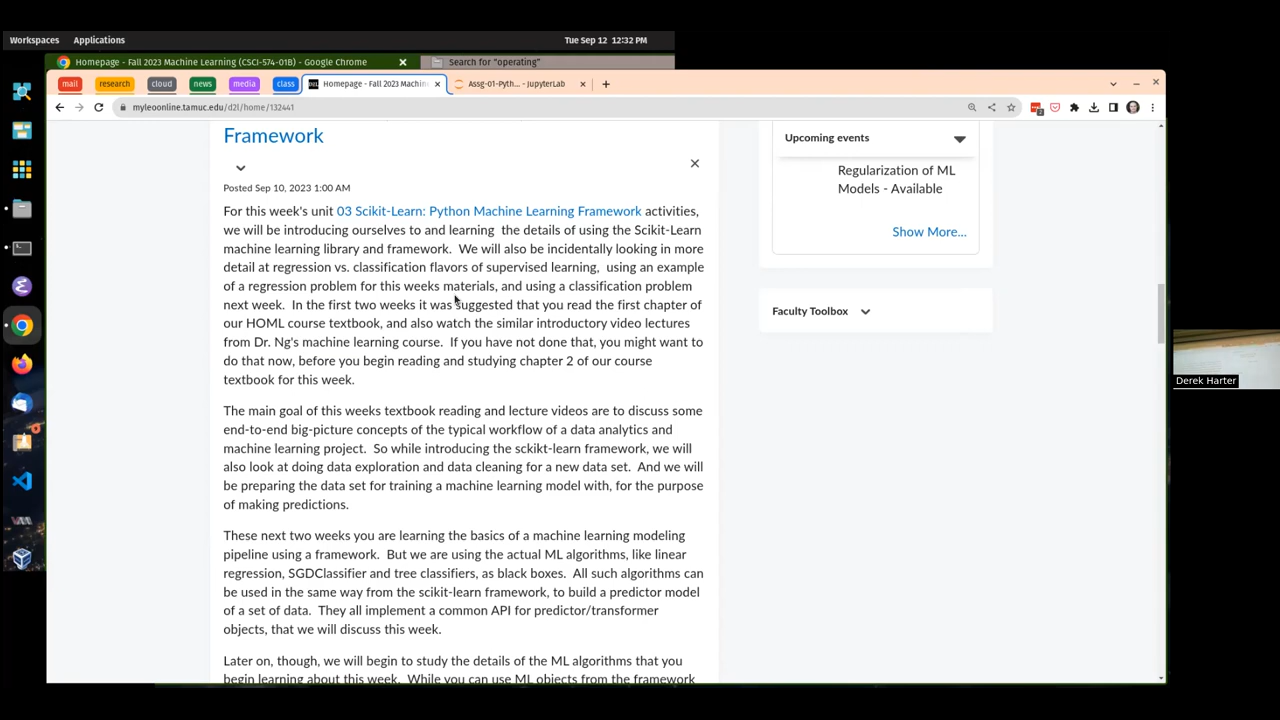 Workspaces Applications Tue Sep 12 12:32 PM
Homepage - Fall 2023 Machine Learning (CSCI-574-01B) - Google Chrome
Search for "operating"
mail research cloud news media class Homepage - Fall 2023 Machin Assg-01-Pyth... - JupyterLab
myleoonline.tamuc.edu/d2l/home/132441
Framework
Posted Sep 10, 2023 1:00 AM
For this week's unit 03 Scikit-Learn: Python Machine Learning Framework activities,
we will be introducing ourselves to and learning the details of using the Scikit-Learn
machine learning library and framework. We will also be incidentally looking in more
detail at regression vs. classification flavors of supervised learning, using an example
of a regression problem for this weeks materials, and using a classification problem
next week. In the first two weeks it was suggested that you read the first chapter of
our HOML course textbook, and also watch the similar introductory video lectures
from Dr. Ng's machine learning course. If you have not done that, you might want to
do that now, before you begin reading and studying chapter 2 of our course
textbook for this week.
The main goal of this weeks textbook reading and lecture videos are to discuss some
end-to-end big-picture concepts of the typical workflow of a data analytics and
machine learning project. So while introducing the sckikt-learn framework, we will
also look at doing data exploration and data cleaning for a new data set. And we will
be preparing the data set for training a machine learning model with, for the purpose
of making predictions.
These next two weeks you are learning the basics of a machine learning modeling
pipeline using a framework. But we are using the actual ML algorithms, like linear
regression, SGDClassifier and tree classifiers, as black boxes. All such algorithms can
be used in the same way from the scikit-learn framework, to build a predictor model
of a set of data. They all implement a common API for predictor/transformer
objects, that we will discuss this week.
Later on, though, we will begin to study the details of the ML algorithms that you
begin learning about this week. While you can use ML objects from the framework
Upcoming events
Regularization of ML
Models - Available
Show More...
Faculty Toolbox
Derek Harter